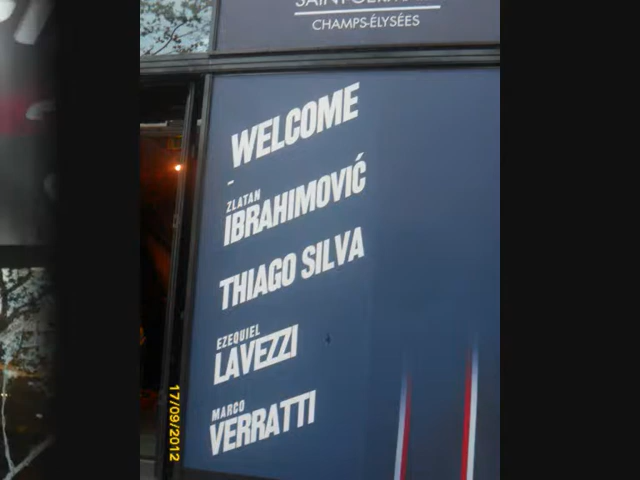 CHAMPS-ÉLYSÉES
WELCOME
-
ZLATAN
IBRAHIMOVIĆ
THIAGO SILVA
EZEQUIEL
LAVEZZI
MARCO
VERRATTI
17/09/2012